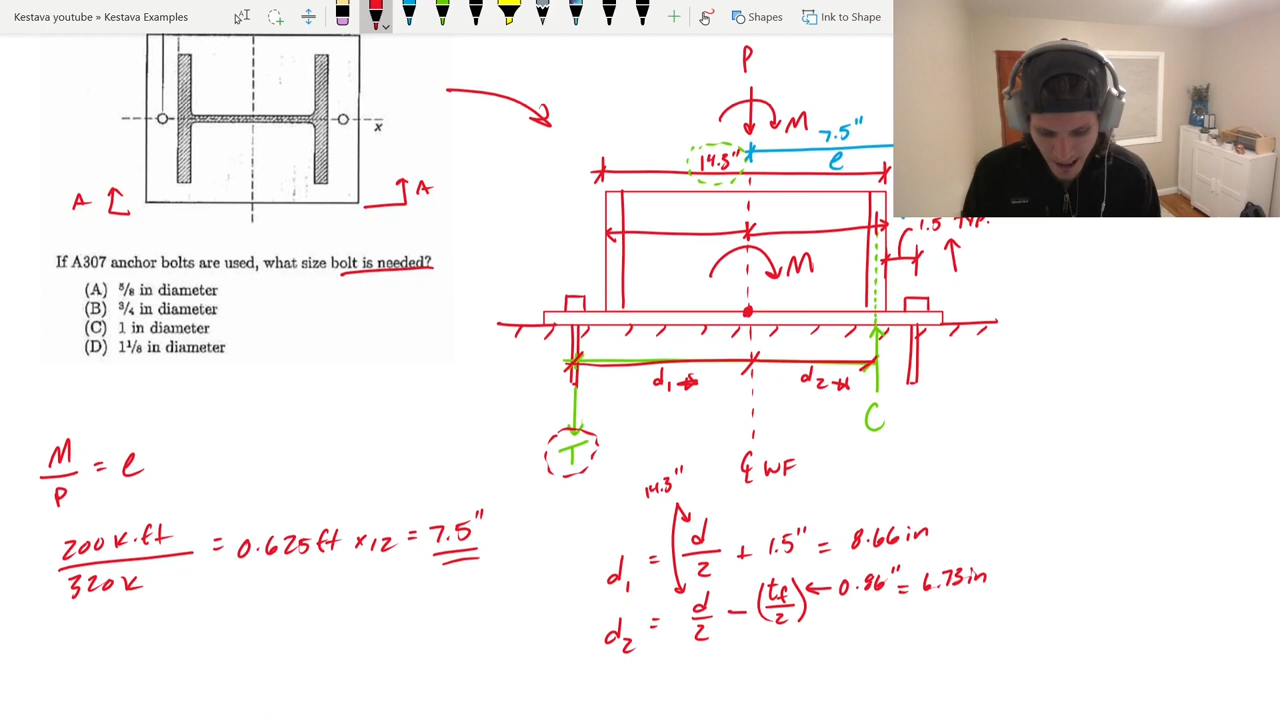 Kestava youtube » Kestava Examples
Shapes
Ink to Shape
P
M
7.5"
14.3"
e
x
A
A
1.5" TYP.
M
If A307 anchor bolts are used, what size bolt is needed?
(A) 5/8 in diameter
(B) 3/4 in diameter
(C) 1 in diameter
(D) 1 1/8 in diameter
d1
d2
T
C
M/P = e
℄ WF
14.3"
200 k·ft / 320 k = 0.625 ft × 12 = 7.5"
d1 = d/2 + 1.5" = 8.66 in
d2 = d/2 - (tf/2) ← 0.86" = 6.73 in